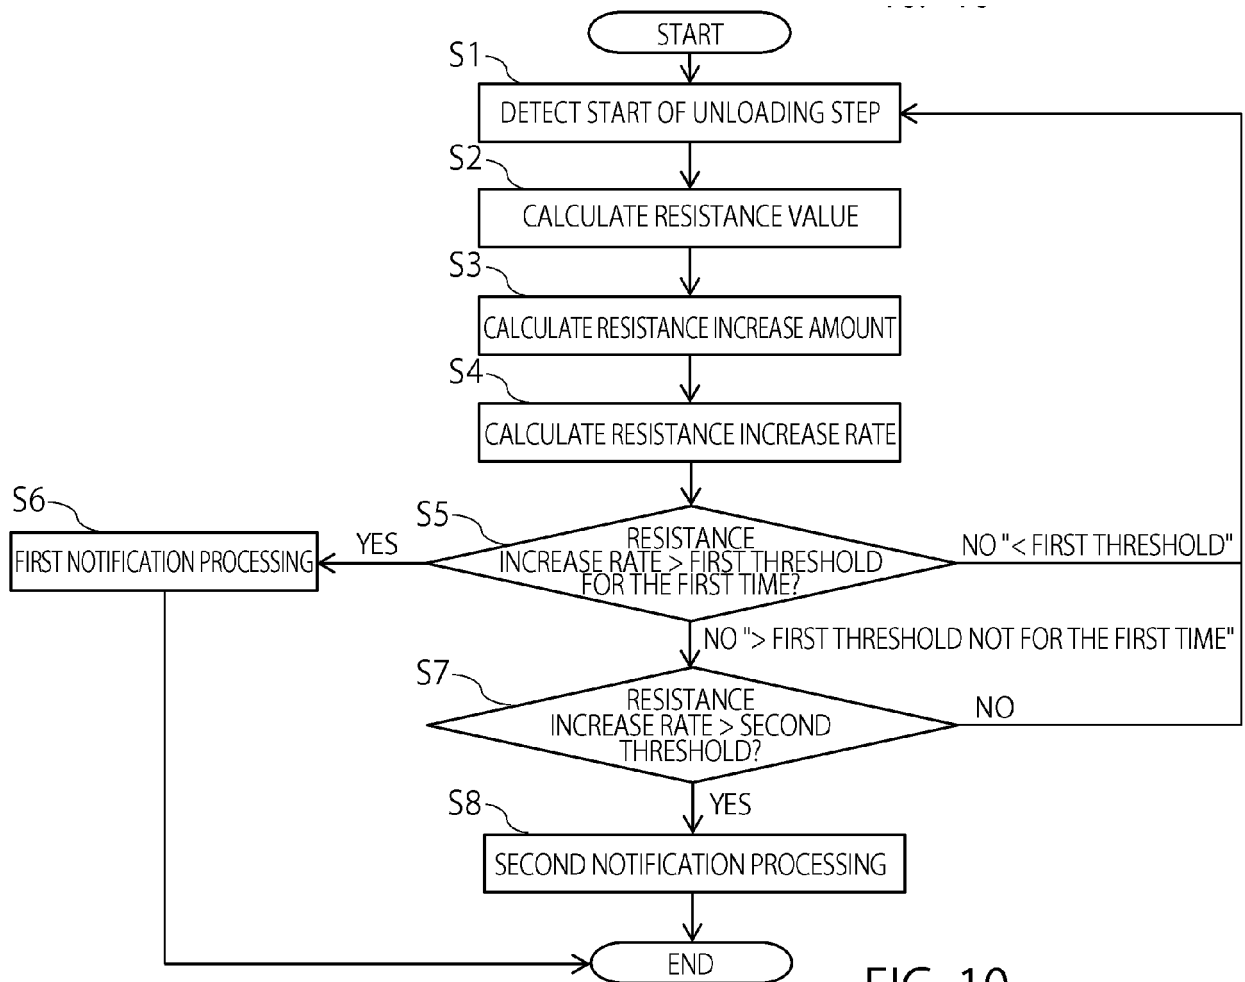 START
S1
DETECT START OF UNLOADING STEP
S2
CALCULATE RESISTANCE VALUE
S3
CALCULATE RESISTANCE INCREASE AMOUNT
S4
CALCULATE RESISTANCE INCREASE RATE
S5
RESISTANCE
INCREASE RATE > FIRST THRESHOLD
FOR THE FIRST TIME?
YES
S6
FIRST NOTIFICATION PROCESSING
NO "< FIRST THRESHOLD"
NO "> FIRST THRESHOLD NOT FOR THE FIRST TIME"
S7
RESISTANCE
INCREASE RATE > SECOND
THRESHOLD?
NO
YES
S8
SECOND NOTIFICATION PROCESSING
END
FIG. 10